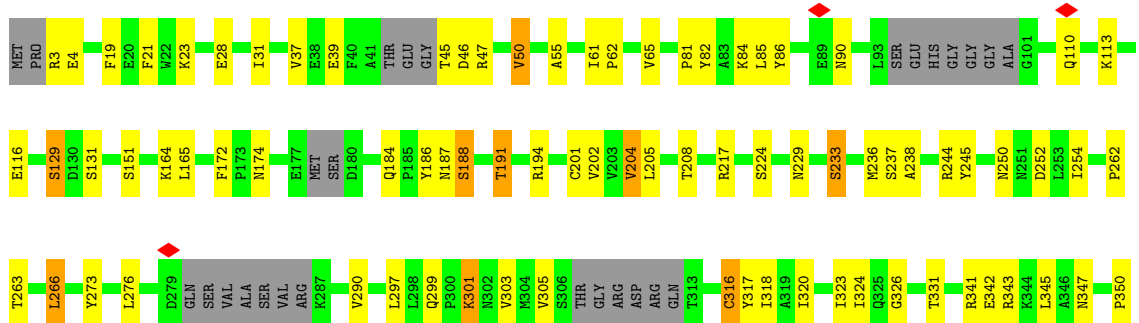 MET PRO R3 E4 F19 E20 F21 W22 K23 E28 I31 V37 E38 E39 F40 A41 THR GLU GLY T45 D46 R47 V50 A55 I61 P62 V65 P81 Y82 A83 K84 L85 Y86 E89 N90 L93 SER GLU HIS GLY GLY GLY ALA G101 Q110 K113
E116 S129 D130 S131 S151 K164 L165 F172 P173 N174 E177 MET SER D180 Q184 P185 Y186 N187 S188 T191 R194 C201 V202 V203 V204 L205 T208 R217 S224 N229 S233 M236 S237 A238 R244 Y245 N250 N251 D252 L253 I254 P262
T263 L266 Y273 L276 D279 GLN SER VAL ALA SER VAL ARG K287 V290 L297 L298 Q299 P300 K301 N302 V303 M304 V305 S306 THR GLY ARG ASP ARG GLN T313 C316 Y317 I318 A319 I320 I323 I324 Q325 G326 T331 R341 E342 R343 K344 L345 A346 N347 P350